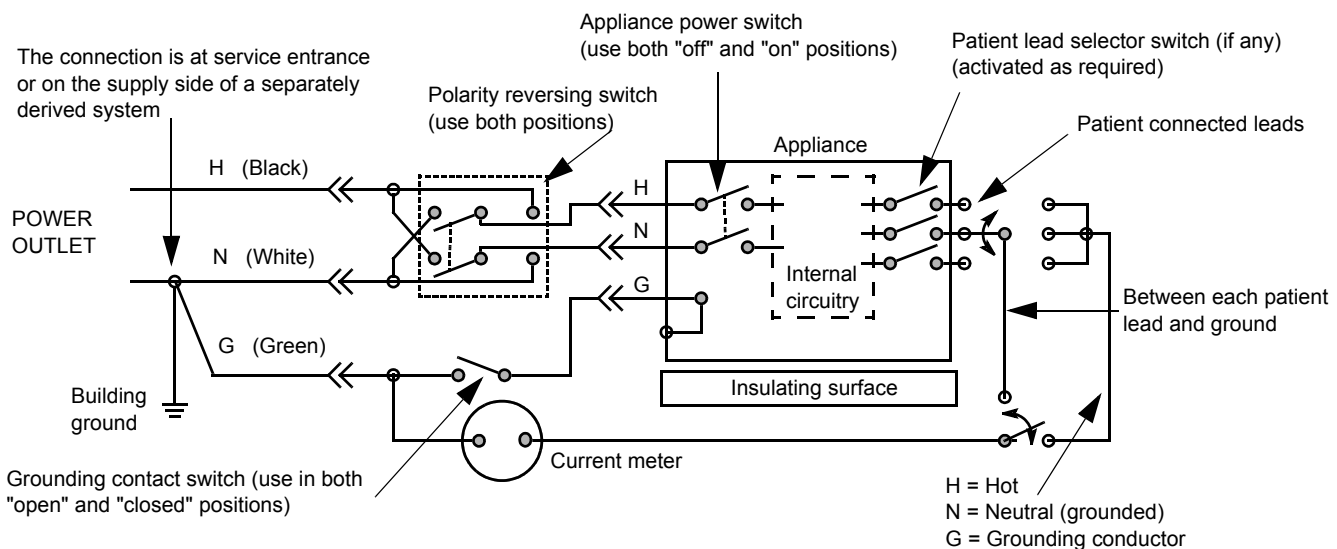 Appliance power switch
(use both "off" and "on" positions)
Patient lead selector switch (if any)
(activated as required)
The connection is at service entrance
or on the supply side of a separately
derived system
Polarity reversing switch
(use both positions)
Patient connected leads
Appliance
H (Black)
H
POWER
OUTLET
N (White)
N
Internal
circuitry
G
Between each patient
lead and ground
G (Green)
Insulating surface
Building
ground
Current meter
Grounding contact switch (use in both
"open" and "closed" positions)
H = Hot
N = Neutral (grounded)
G = Grounding conductor